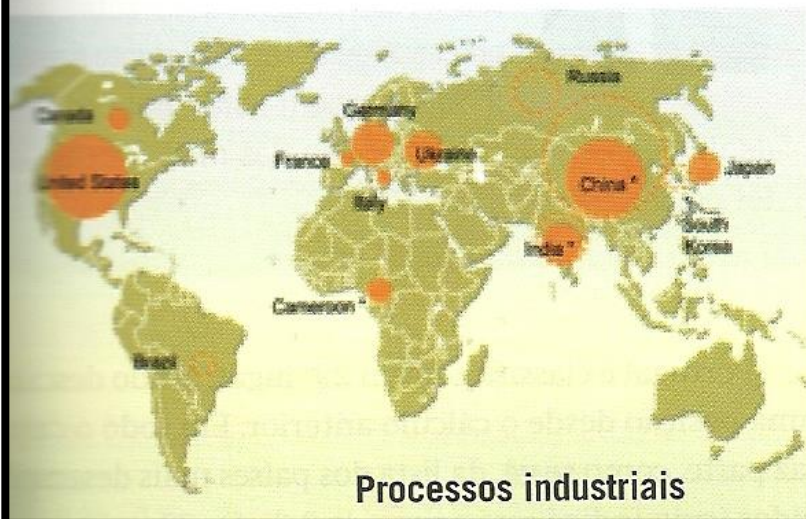 Russia
Canada
Germany
France
Ukraine
United States
Italy
China *
Japan
South
Korea
India *
Cameroon *
Brazil
Processos industriais